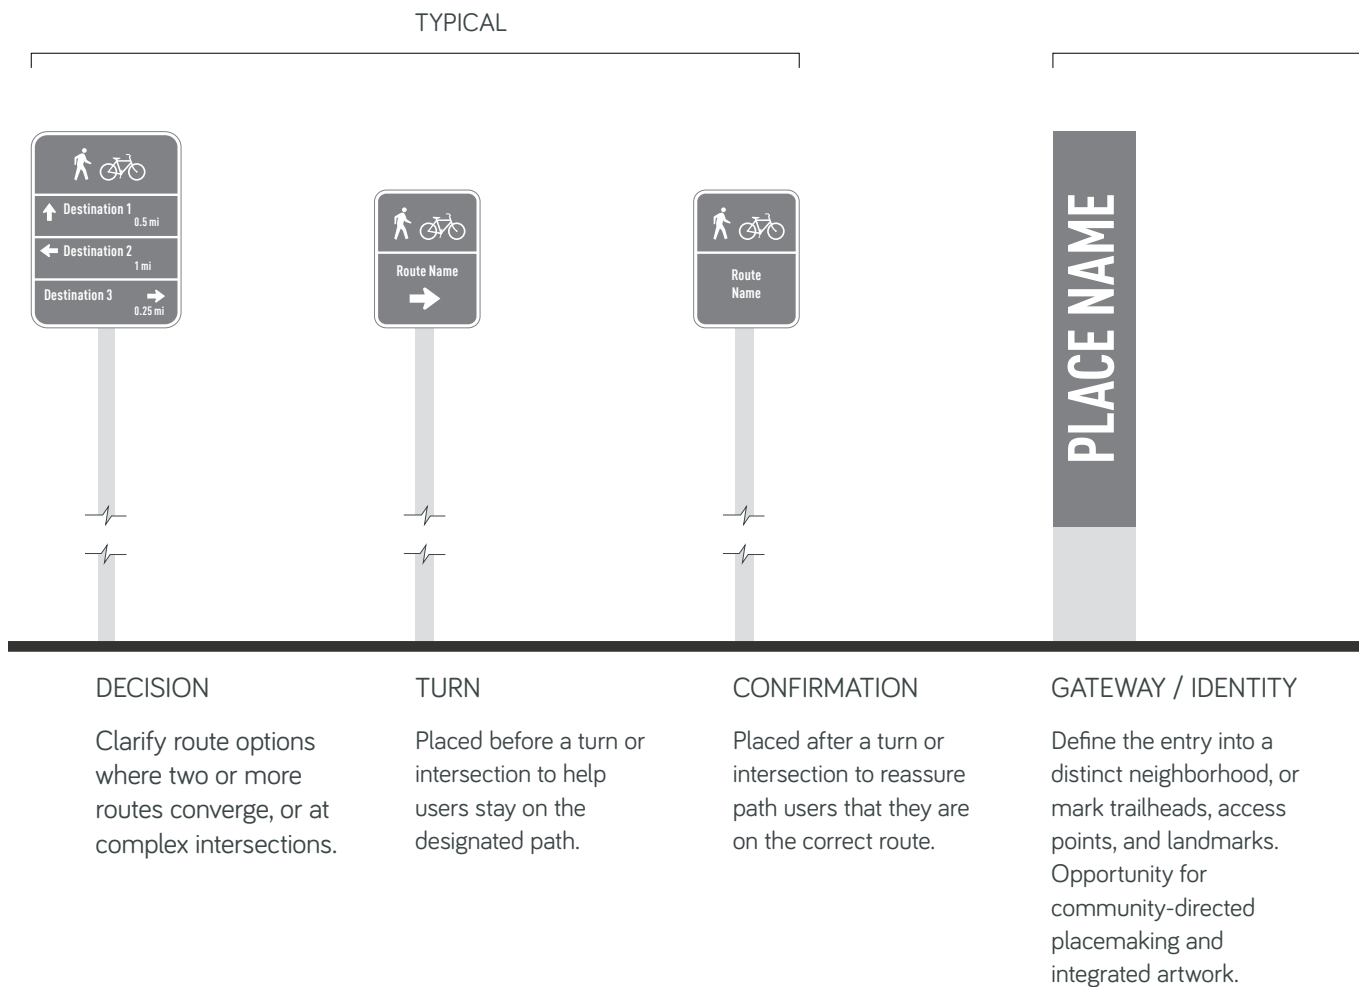 TYPICAL
Destination 1
0.5 mi
Destination 2
1 mi
Destination 3
0.25 mi
Route Name
Route
Name
PLACE NAME
DECISION
Clarify route options
where two or more
routes converge, or at
complex intersections.
TURN
Placed before a turn or
intersection to help
users stay on the
designated path.
CONFIRMATION
Placed after a turn or
intersection to reassure
path users that they are
on the correct route.
GATEWAY / IDENTITY
Define the entry into a
distinct neighborhood, or
mark trailheads, access
points, and landmarks.
Opportunity for
community-directed
placemaking and
integrated artwork.